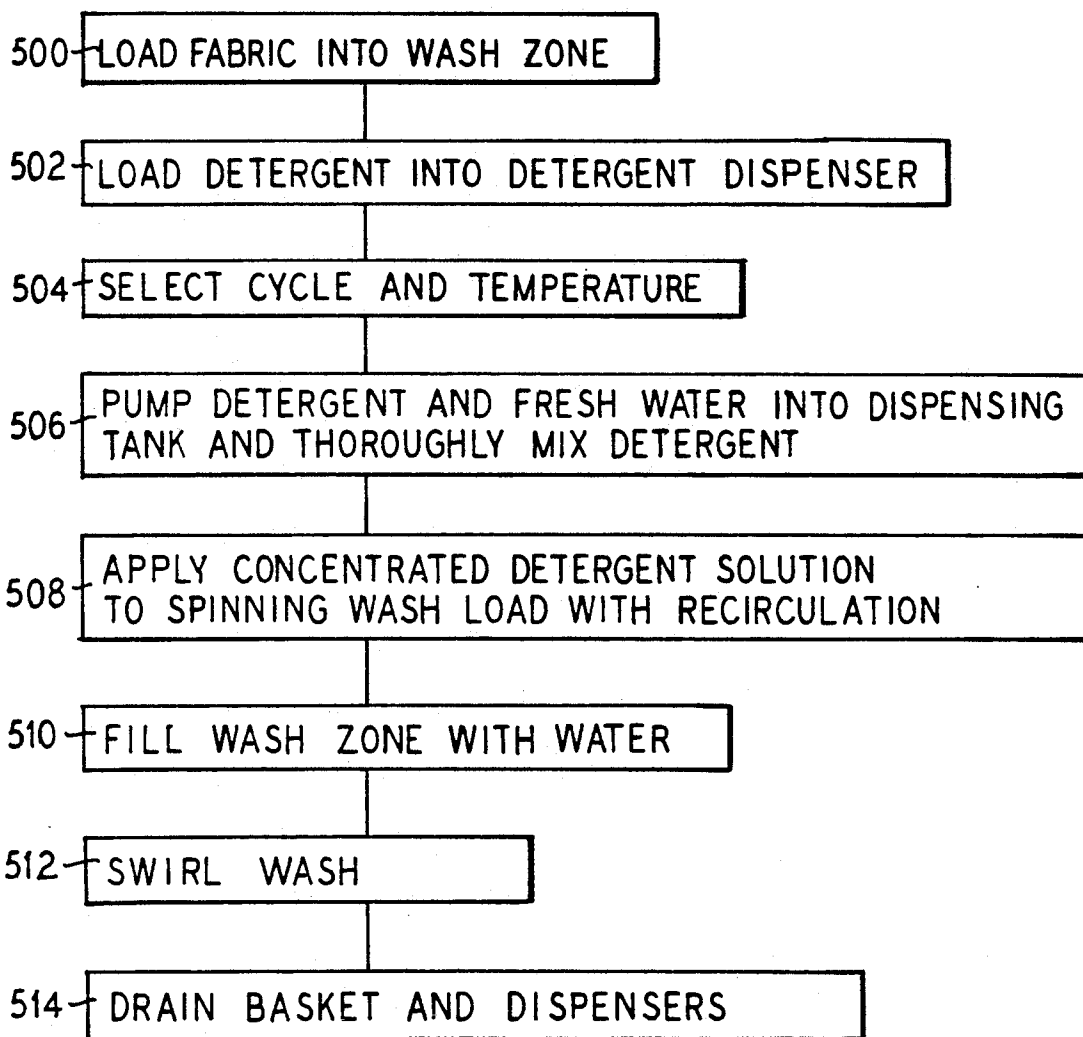 500 LOAD FABRIC INTO WASH ZONE
502 LOAD DETERGENT INTO DETERGENT DISPENSER
504 SELECT CYCLE AND TEMPERATURE
506 PUMP DETERGENT AND FRESH WATER INTO DISPENSING
TANK AND THOROUGHLY MIX DETERGENT
508 APPLY CONCENTRATED DETERGENT SOLUTION
TO SPINNING WASH LOAD WITH RECIRCULATION
510 FILL WASH ZONE WITH WATER
512 SWIRL WASH
514 DRAIN BASKET AND DISPENSERS